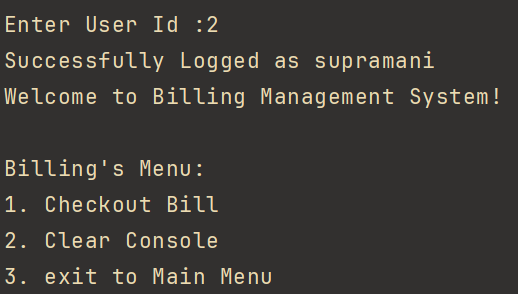 Enter User Id :2
Successfully Logged as supramani
Welcome to Billing Management System!
Billing's Menu:
1. Checkout Bill
2. Clear Console
3. exit to Main Menu